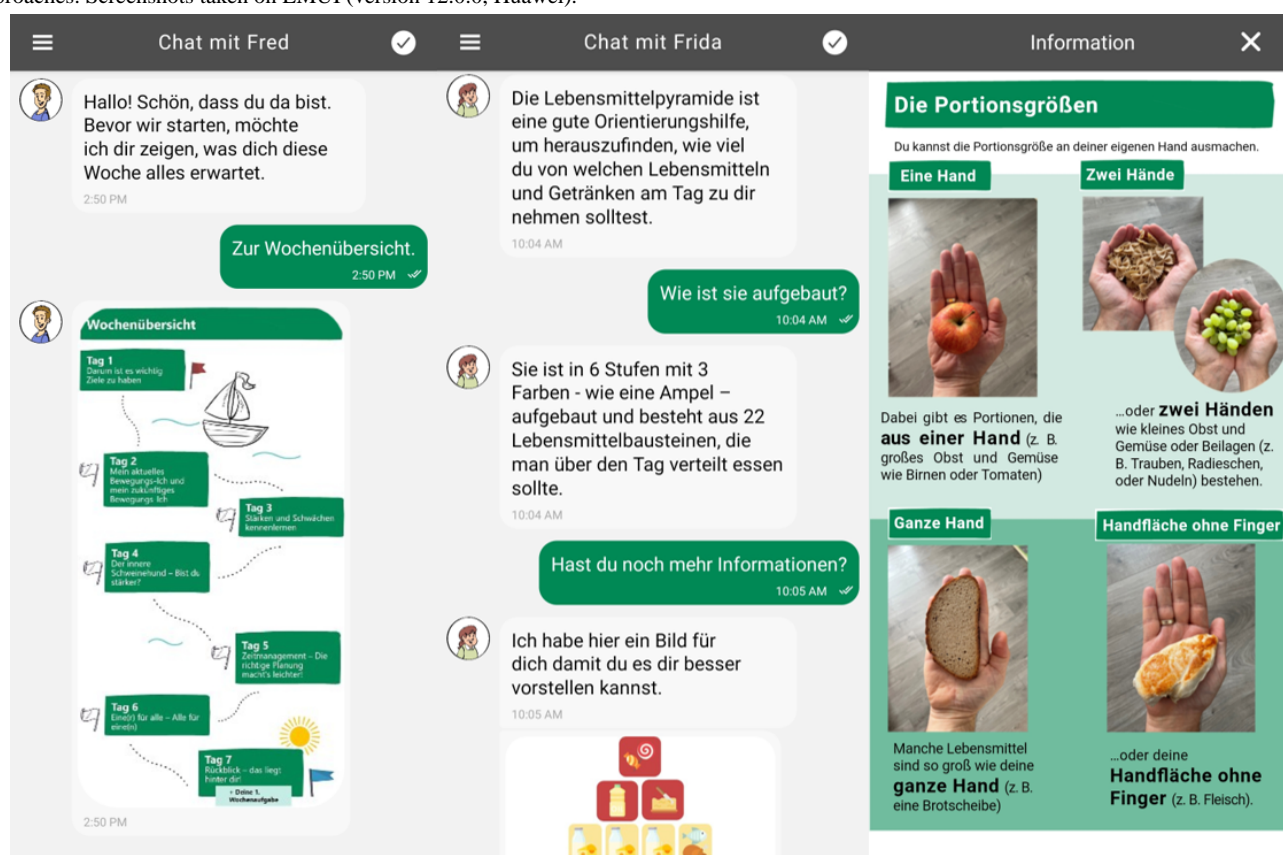 proaches. Screenshots taken on EMUI (version 12.0.0; Huawei).
Chat mit Fred
Hallo! Schön, dass du da bist.
Bevor wir starten, möchte
ich dir zeigen, was dich diese
Woche alles erwartet.
2:50 PM
Zur Wochenübersicht.
2:50 PM
Wochenübersicht
Tag 1
Darum ist es wichtig
Ziele zu haben
Tag 2
Mein aktuelles
Bewegungs-Ich und
mein zukünftiges
Bewegungs Ich
Tag 3
Stärken und Schwächen
kennenlernen
Tag 4
Der innere
Schweinehund – Bist du
stärker?
Tag 5
Zeitmanagement – Die
richtige Planung
macht's leichter!
Tag 6
Eine(r) für alle – Alle für
eine(n)
Tag 7
Rückblick – das liegt
hinter dir!
+ Deine 1.
Wochenaufgabe
2:50 PM
Chat mit Frida
Die Lebensmittelpyramide ist
eine gute Orientierungshilfe,
um herauszufinden, wie viel
du von welchen Lebensmitteln
und Getränken am Tag zu dir
nehmen solltest.
10:04 AM
Wie ist sie aufgebaut?
10:04 AM
Sie ist in 6 Stufen mit 3
Farben - wie eine Ampel –
aufgebaut und besteht aus 22
Lebensmittelbausteinen, die
man über den Tag verteilt essen
sollte.
10:04 AM
Hast du noch mehr Informationen?
10:05 AM
Ich habe hier ein Bild für
dich damit du es dir besser
vorstellen kannst.
10:05 AM
Information
Die Portionsgrößen
Du kannst die Portionsgröße an deiner eigenen Hand ausmachen.
Eine Hand
Dabei gibt es Portionen, die
aus einer Hand (z. B.
großes Obst und Gemüse
wie Birnen oder Tomaten)
Zwei Hände
...oder zwei Händen
wie kleines Obst und
Gemüse oder Beilagen (z.
B. Trauben, Radieschen,
oder Nudeln) bestehen.
Ganze Hand
Manche Lebensmittel
sind so groß wie deine
ganze Hand (z. B.
eine Brotscheibe)
Handfläche ohne Finger
...oder deine
Handfläche ohne
Finger (z. B. Fleisch).